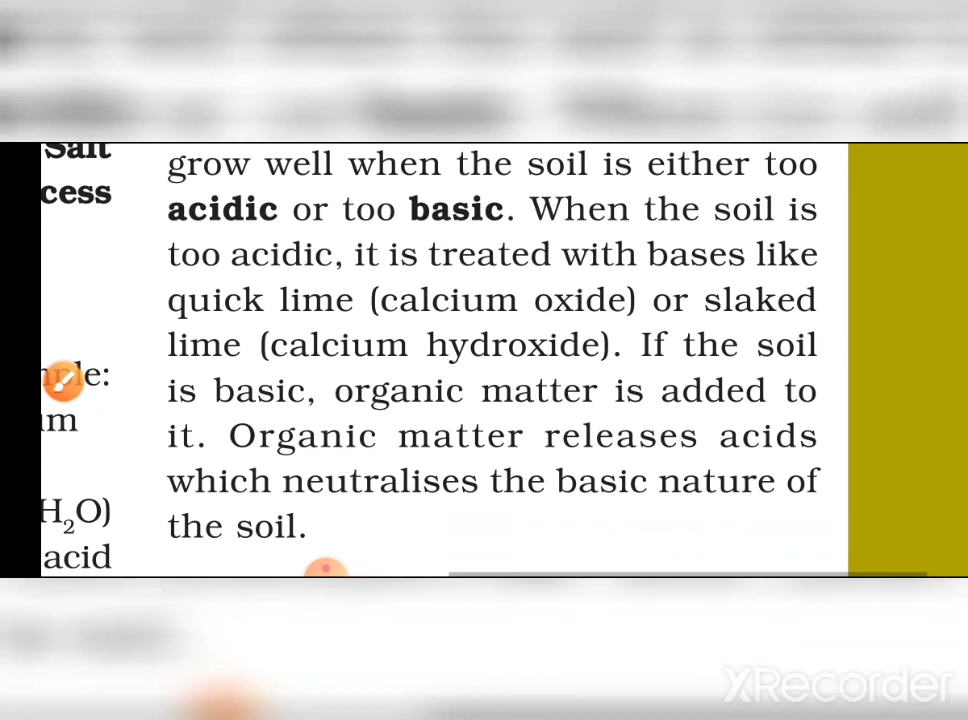 Salt
cess
im
H₂O)
acid
grow well when the soil is either too
acidic or too basic. When the soil is
too acidic, it is treated with bases like
quick lime (calcium oxide) or slaked
lime (calcium hydroxide). If the soil
is basic, organic matter is added to
it. Organic matter releases acids
which neutralises the basic nature of
the soil.
XRecorder